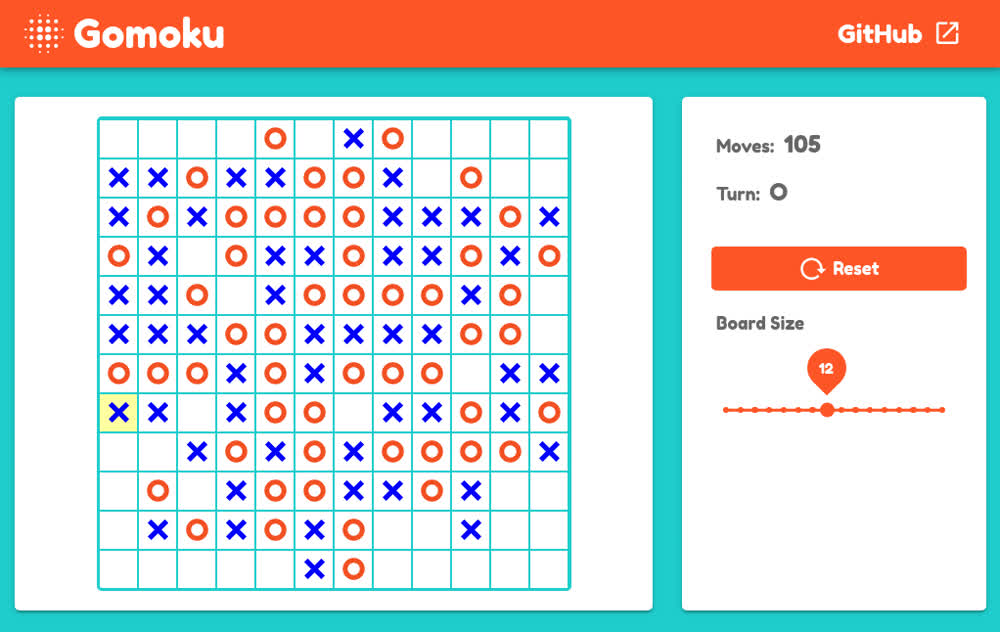 Gomoku
GitHub
Moves: 105
Turn: O
Reset
Board Size
12
O X O
X X O X X O O X O
X O X O O O O X X X O X
O X O X X O X X O X O
X X O X O O O O X O
X X X O O X X X X O O
O O O X O X O O O X X
X X X O O X X O X O
X O X O X O O O O X
O X O O X X O X
X O X O X O X
X O